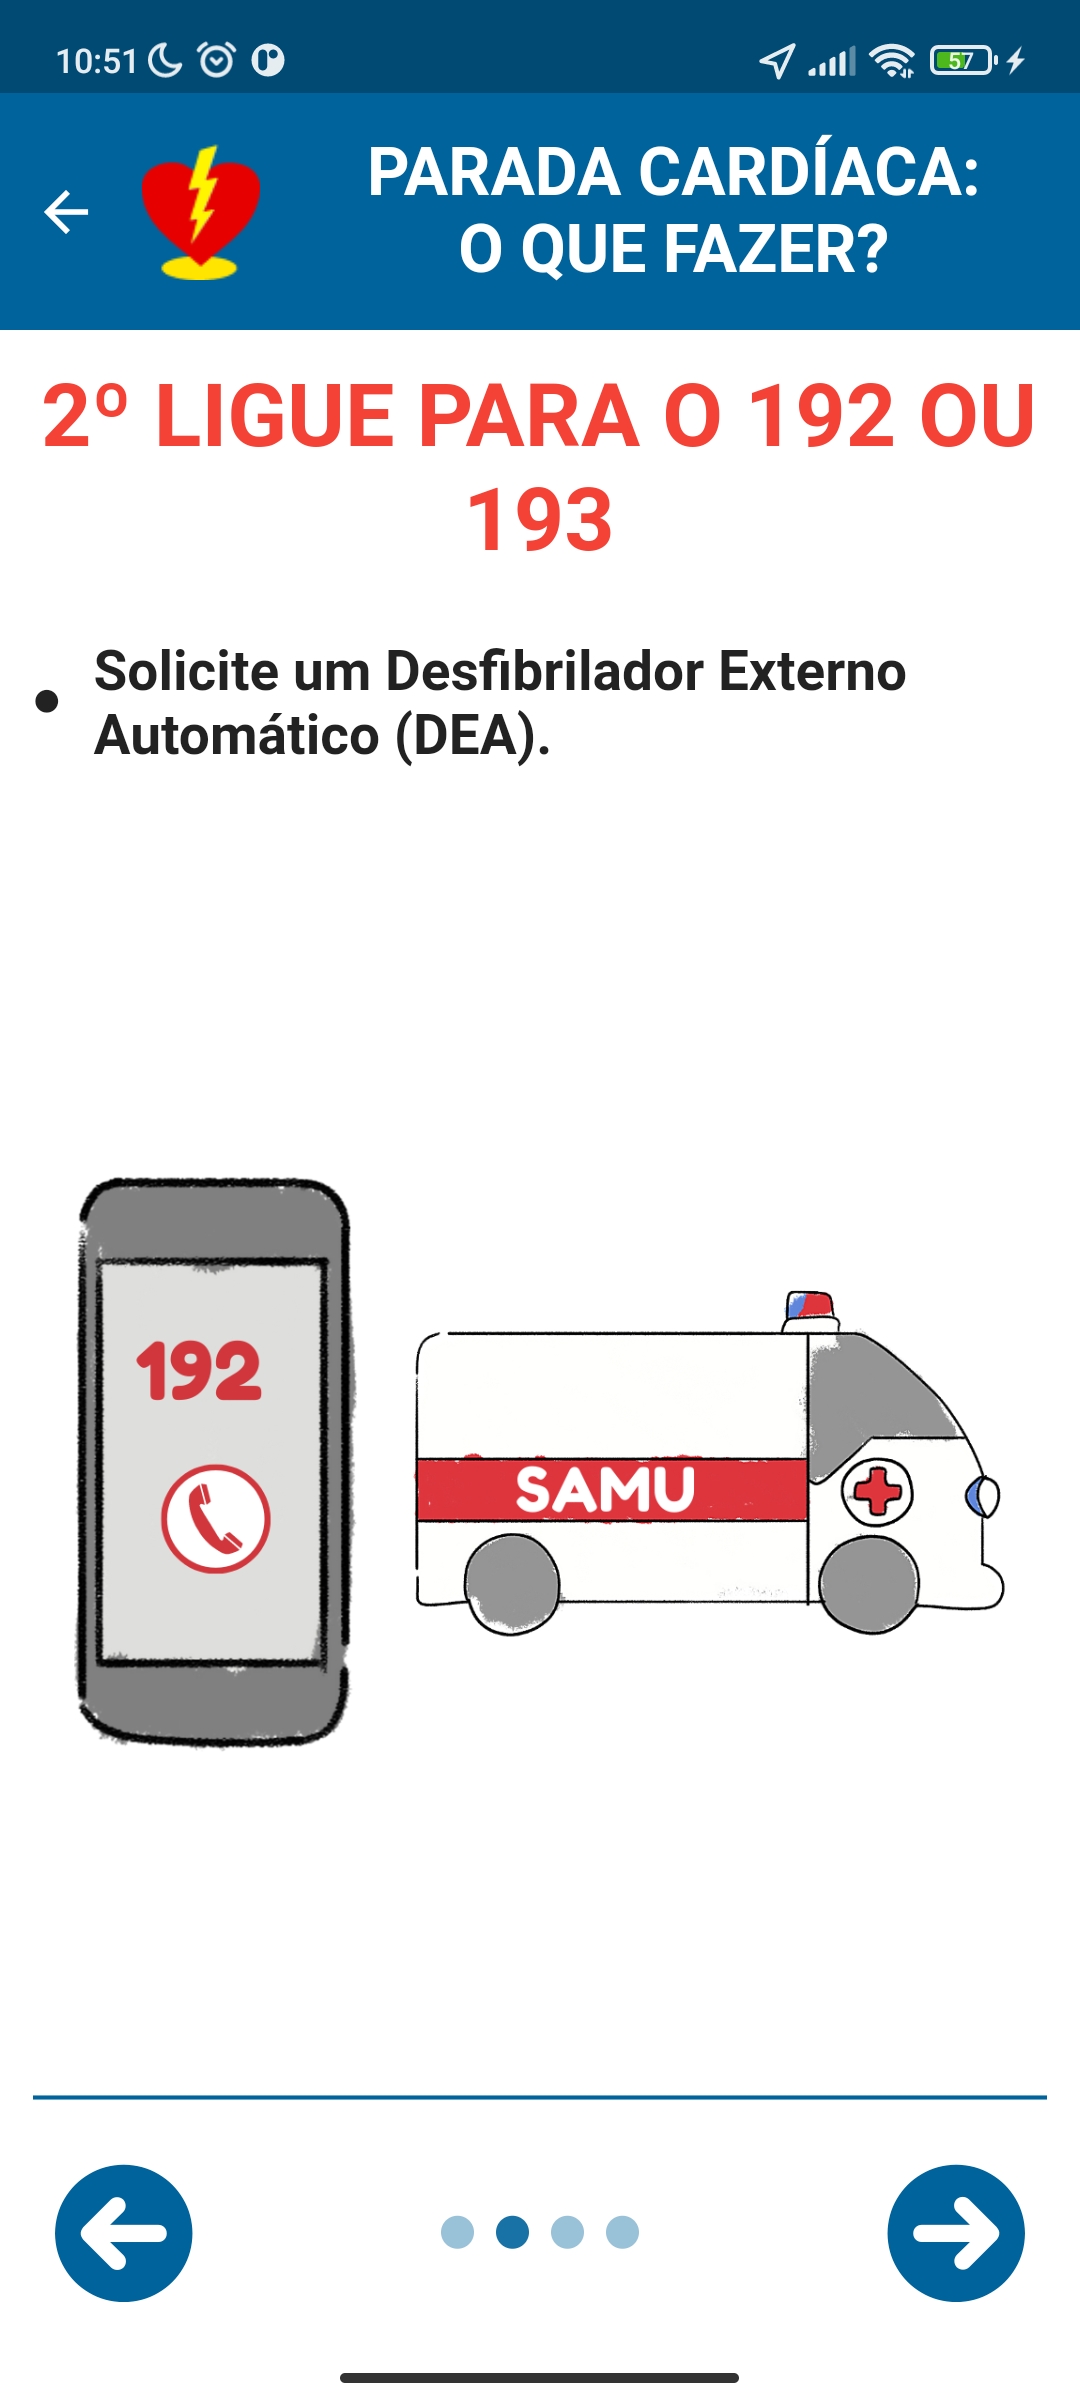 10:51
57
PARADA CARDÍACA:
O QUE FAZER?
2º LIGUE PARA O 192 OU
193
Solicite um Desfibrilador Externo
Automático (DEA).
192
SAMU